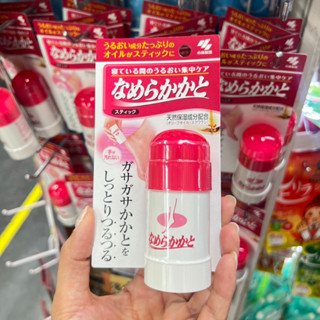 うるおい成分たっぷりの
オイルがスティックに
小林製薬
寝ている間のうるおい集中ケア
なめらかかと
スティック
天然保湿成分配合
ガサガサかかとを
しっとりつるつる
なめらかかと